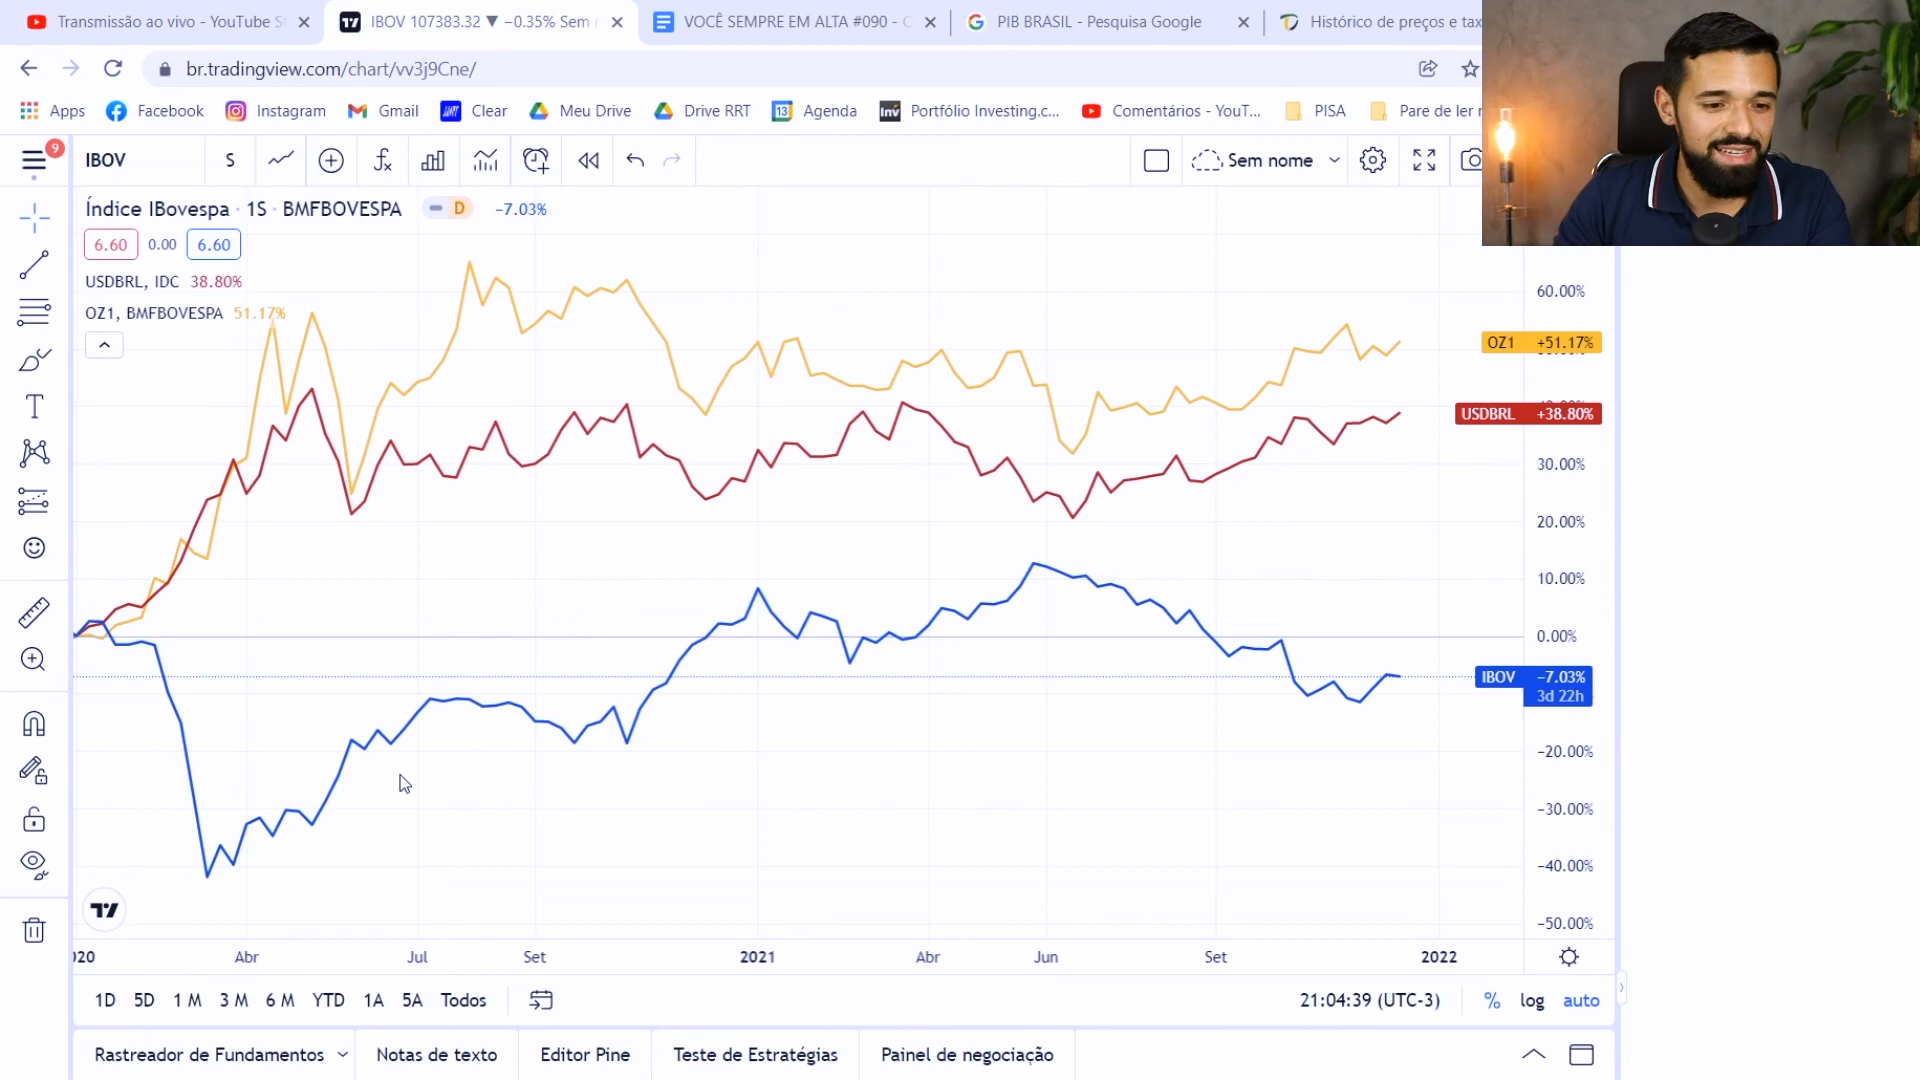 Transmissão ao vivo - YouTube S
IBOV 107383.32 ▼ −0.35% Sem n
VOCÊ SEMPRE EM ALTA #090 - C
PIB BRASIL - Pesquisa Google
Histórico de preços e tax
br.tradingview.com/chart/vv3j9Cne/
Apps
Facebook
Instagram
Gmail
Clear
Meu Drive
Drive RRT
13
Agenda
Inv
Portfólio Investing.c...
Comentários - YouT...
PISA
Pare de ler
9
IBOV
S
Sem nome
Índice IBovespa · 1S · BMFBOVESPA
D
−7.03%
6.60
0.00
6.60
USDBRL, IDC 38.80%
OZ1, BMFBOVESPA 51.17%
60.00%
OZ1 +51.17%
USDBRL +38.80%
30.00%
20.00%
10.00%
0.00%
IBOV −7.03%
3d 22h
−20.00%
−30.00%
−40.00%
−50.00%
020 Abr Jul Set 2021 Abr Jun Set 2022
1D 5D 1 M 3 M 6 M YTD 1A 5A Todos
21:04:39 (UTC-3)
% log auto
Rastreador de Fundamentos
Notas de texto
Editor Pine
Teste de Estratégias
Painel de negociação